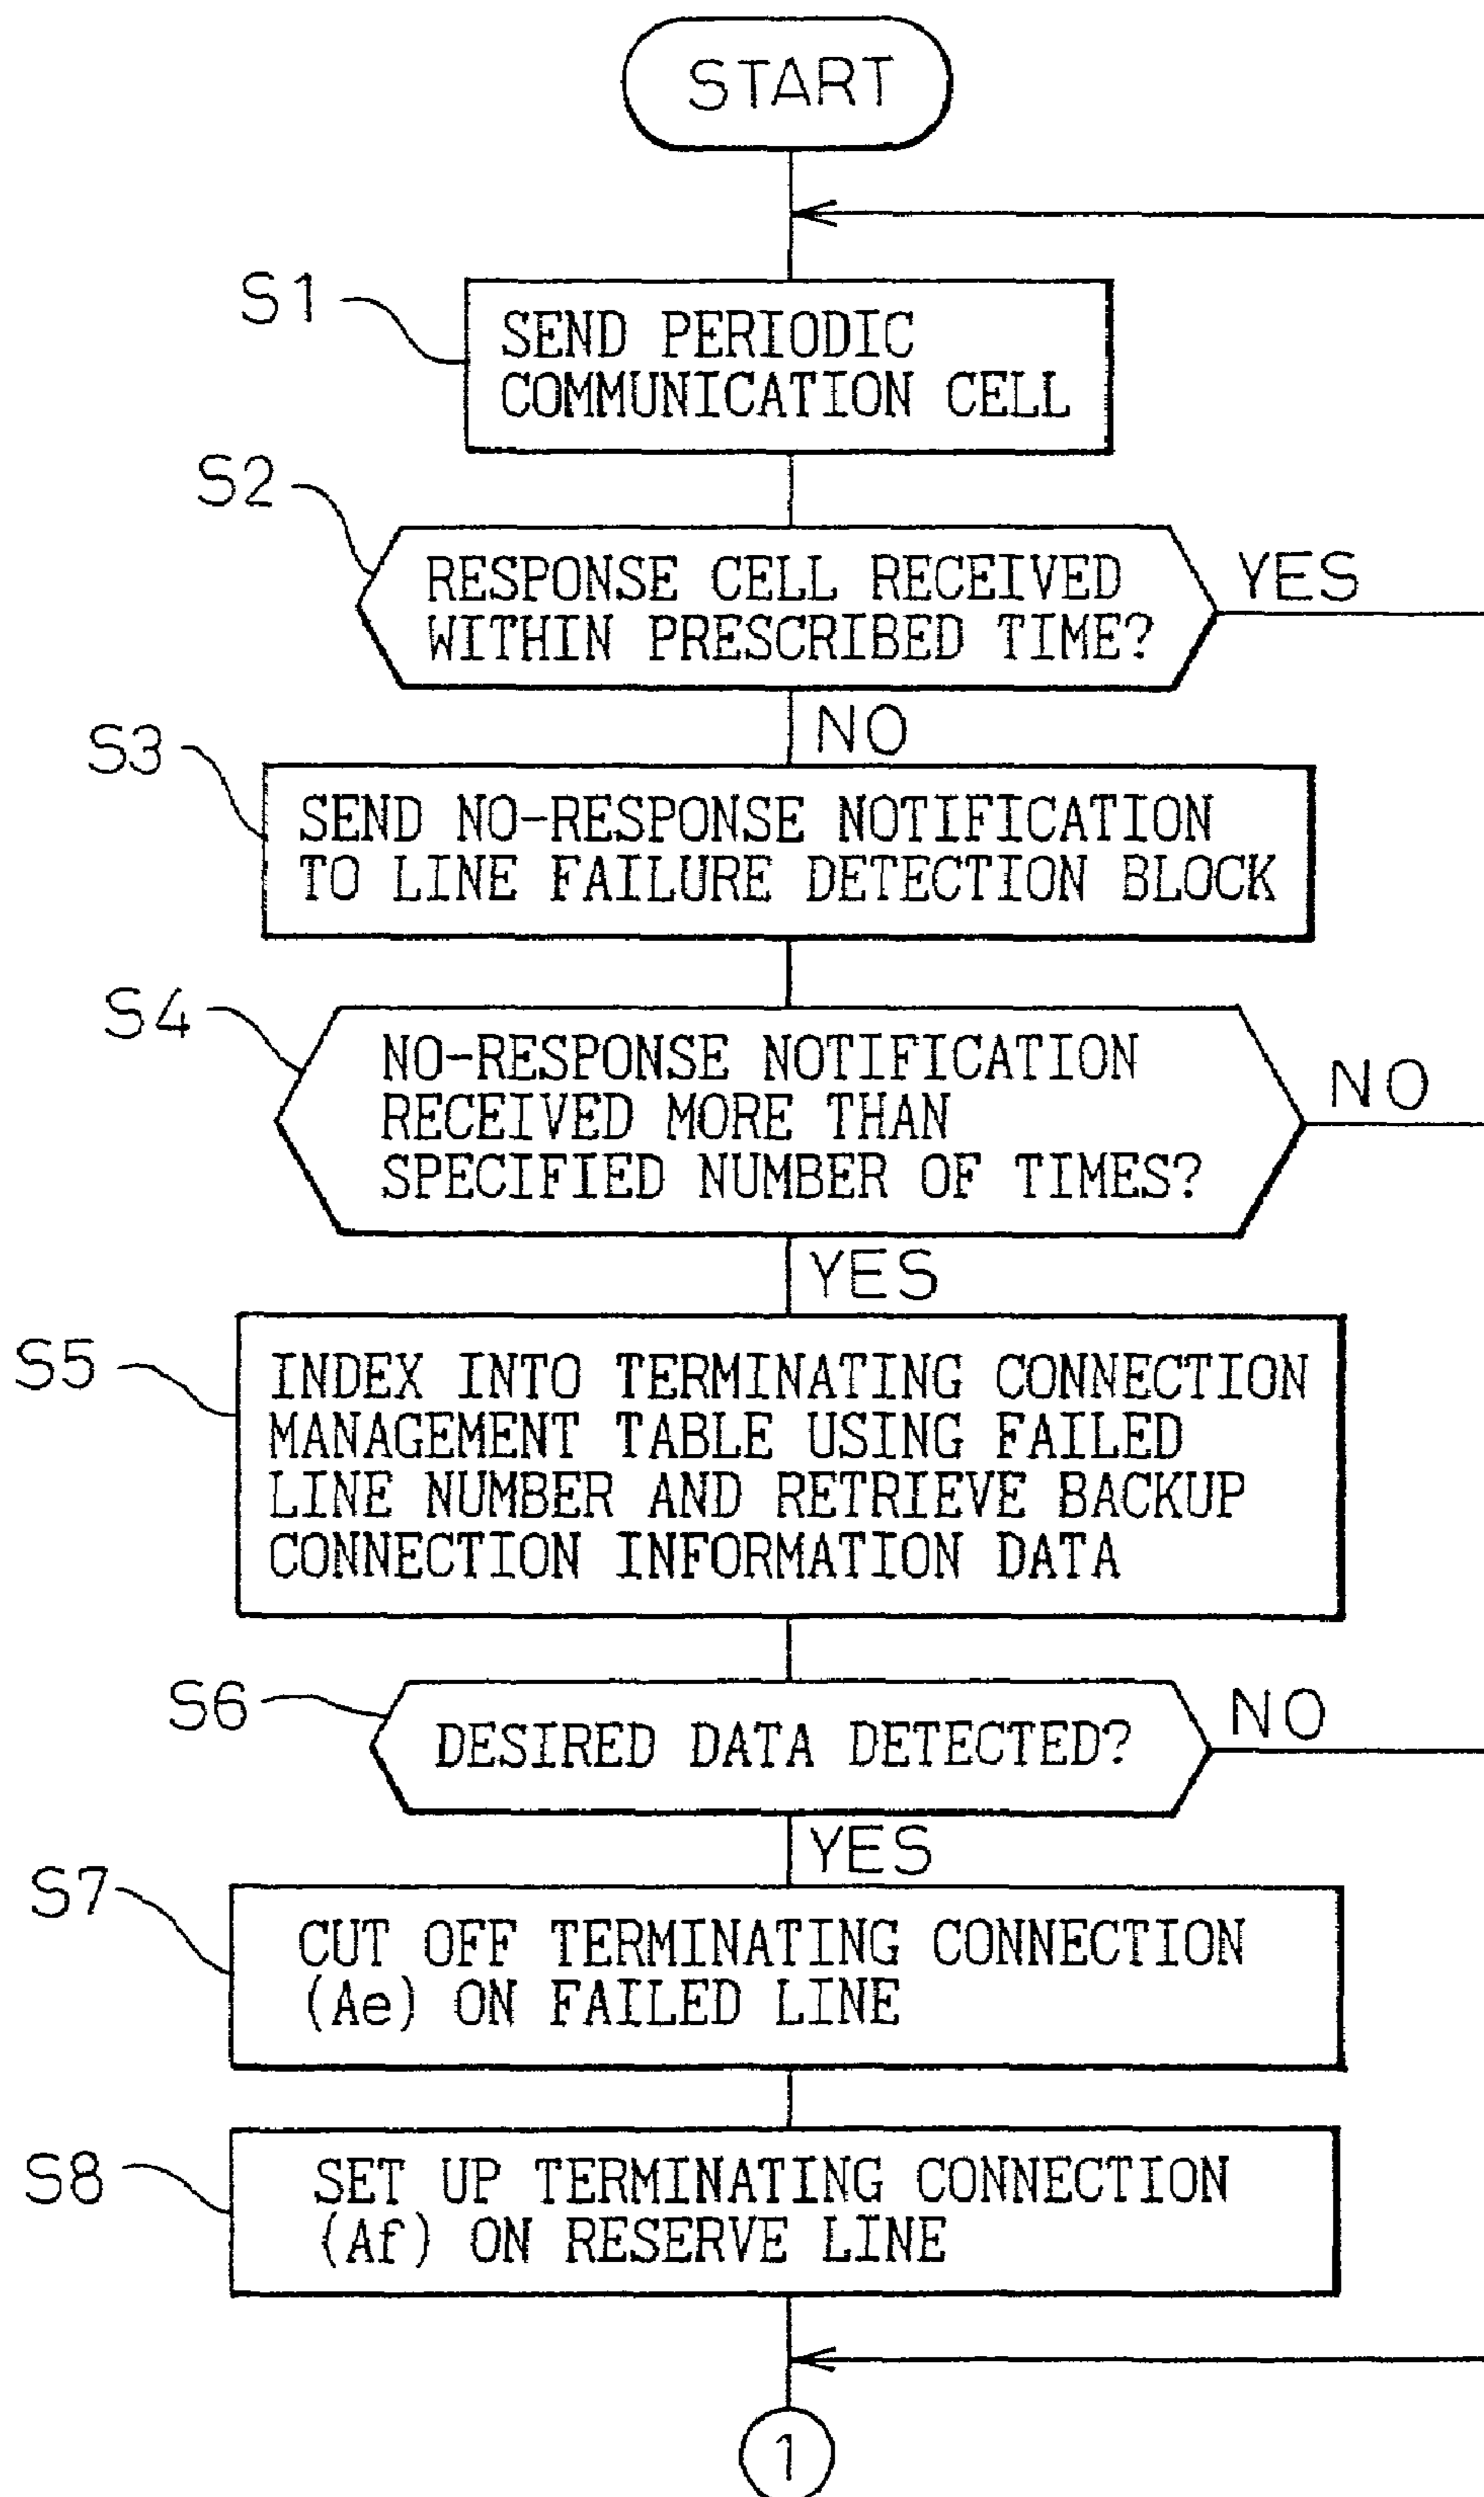 START
S1
SEND PERIODIC
COMMUNICATION CELL
S2
RESPONSE CELL RECEIVED
WITHIN PRESCRIBED TIME?
YES
NO
S3
SEND NO-RESPONSE NOTIFICATION
TO LINE FAILURE DETECTION BLOCK
S4
NO-RESPONSE NOTIFICATION
RECEIVED MORE THAN
SPECIFIED NUMBER OF TIMES?
NO
YES
S5
INDEX INTO TERMINATING CONNECTION
MANAGEMENT TABLE USING FAILED
LINE NUMBER AND RETRIEVE BACKUP
CONNECTION INFORMATION DATA
S6
DESIRED DATA DETECTED?
NO
YES
S7
CUT OFF TERMINATING CONNECTION
(Ae) ON FAILED LINE
S8
SET UP TERMINATING CONNECTION
(Af) ON RESERVE LINE
1